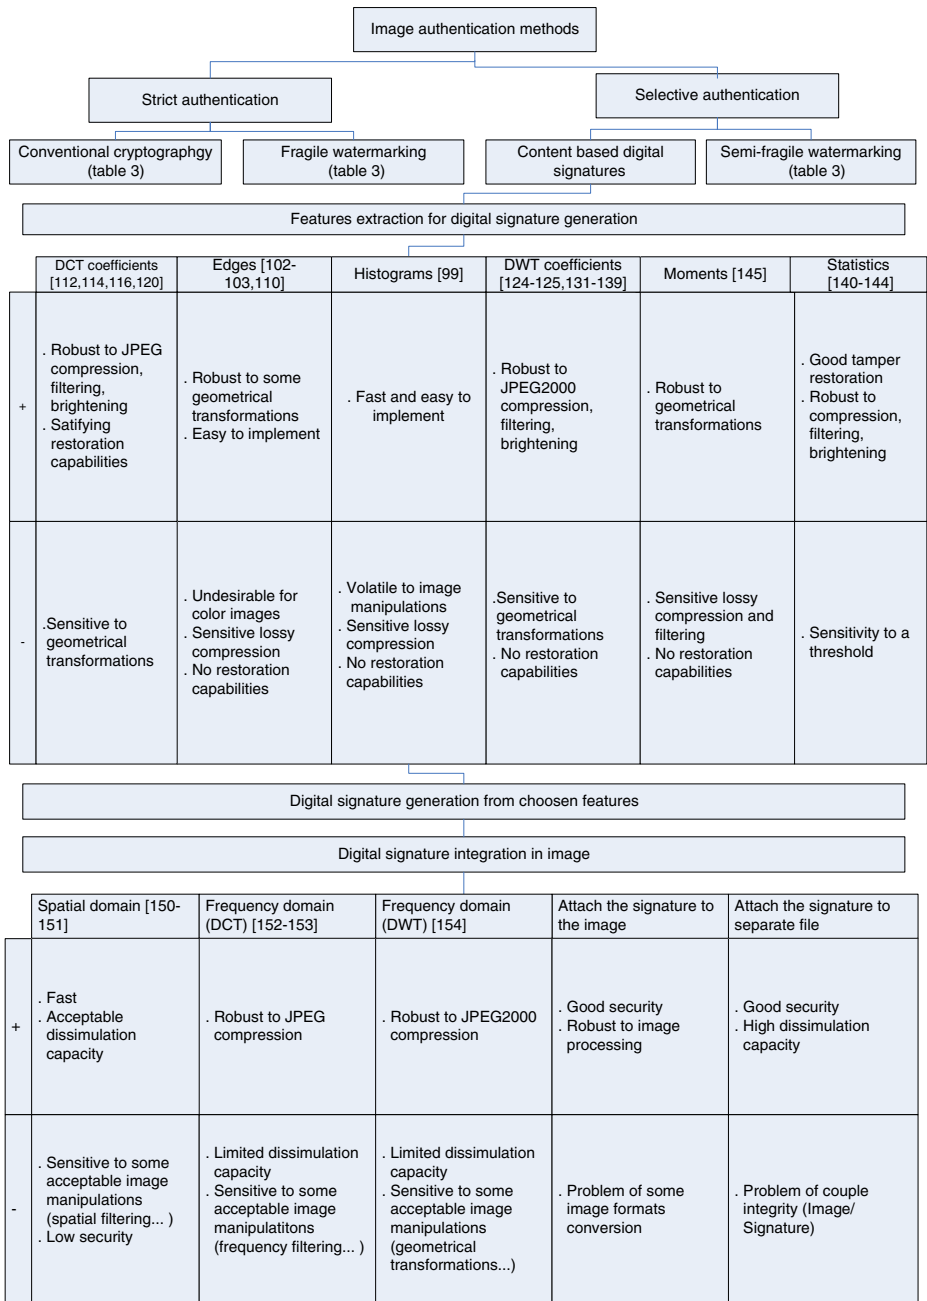 Image authentication methods
Strict authentication
Selective authentication
Conventional cryptograhpgy
(table 3)
Fragile watermarking
(table 3)
Content based digital
signatures
Semi-fragile watermarking
(table 3)
Features extraction for digital signature generation
DCT coefficients
[112,114,116,120]
Edges [102-
103,110]
Histograms [99]
DWT coefficients
[124-125,131-139]
Moments [145]
Statistics
[140-144]
+
. Robust to JPEG
compression,
filtering,
brightening
. Satifying
restoration
capabilities
. Robust to some
geometrical
transformations
. Easy to implement
. Fast and easy to
implement
. Robust to
JPEG2000
compression,
filtering,
brightening
. Robust to
geometrical
transformations
. Good tamper
restoration
. Robust to
compression,
filtering,
brightening
-
.Sensitive to
geometrical
transformations
. Undesirable for
color images
. Sensitive lossy
compression
. No restoration
capabilities
. Volatile to image
manipulations
. Sensitive lossy
compression
. No restoration
capabilities
.Sensitive to
geometrical
transformations
. No restoration
capabilities
. Sensitive lossy
compression and
filtering
. No restoration
capabilities
. Sensitivity to a
threshold
Digital signature generation from choosen features
Digital signature integration in image
Spatial domain [150-
151]
Frequency domain
(DCT) [152-153]
Frequency domain
(DWT) [154]
Attach the signature to
the image
Attach the signature to
separate file
+
. Fast
. Acceptable
dissimulation
capacity
. Robust to JPEG
compression
. Robust to JPEG2000
compression
. Good security
. Robust to image
processing
. Good security
. High dissimulation
capacity
-
. Sensitive to some
acceptable image
manipulations
(spatial filtering... )
. Low security
. Limited dissimulation
capacity
. Sensitive to some
acceptable image
manipulatitons
(frequency filtering... )
. Limited dissimulation
capacity
. Sensitive to some
acceptable image
manipulations
(geometrical
transformations...)
. Problem of some
image formats
conversion
. Problem of couple
integrity (Image/
Signature)